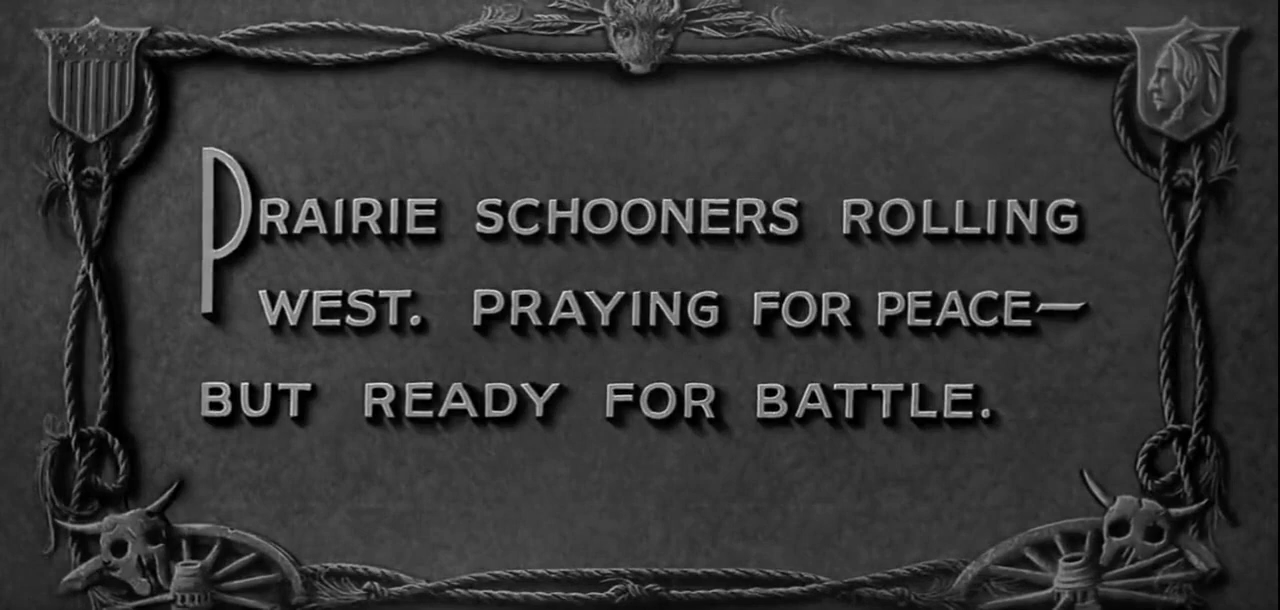 PRAIRIE SCHOONERS ROLLING
WEST. PRAYING FOR PEACE—
BUT READY FOR BATTLE.